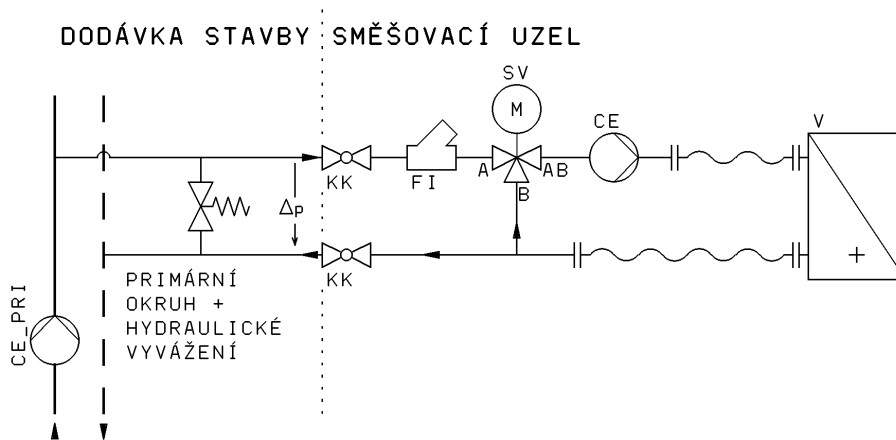 DODÁVKA STAVBY SMĚŠOVACÍ UZEL
SV
M
CE
V
KK
FI
A
AB
B
Δp
KK
+
PRIMÁRNÍ
OKRUH +
HYDRAULICKÉ
VYVÁŽENÍ
CE_PRI